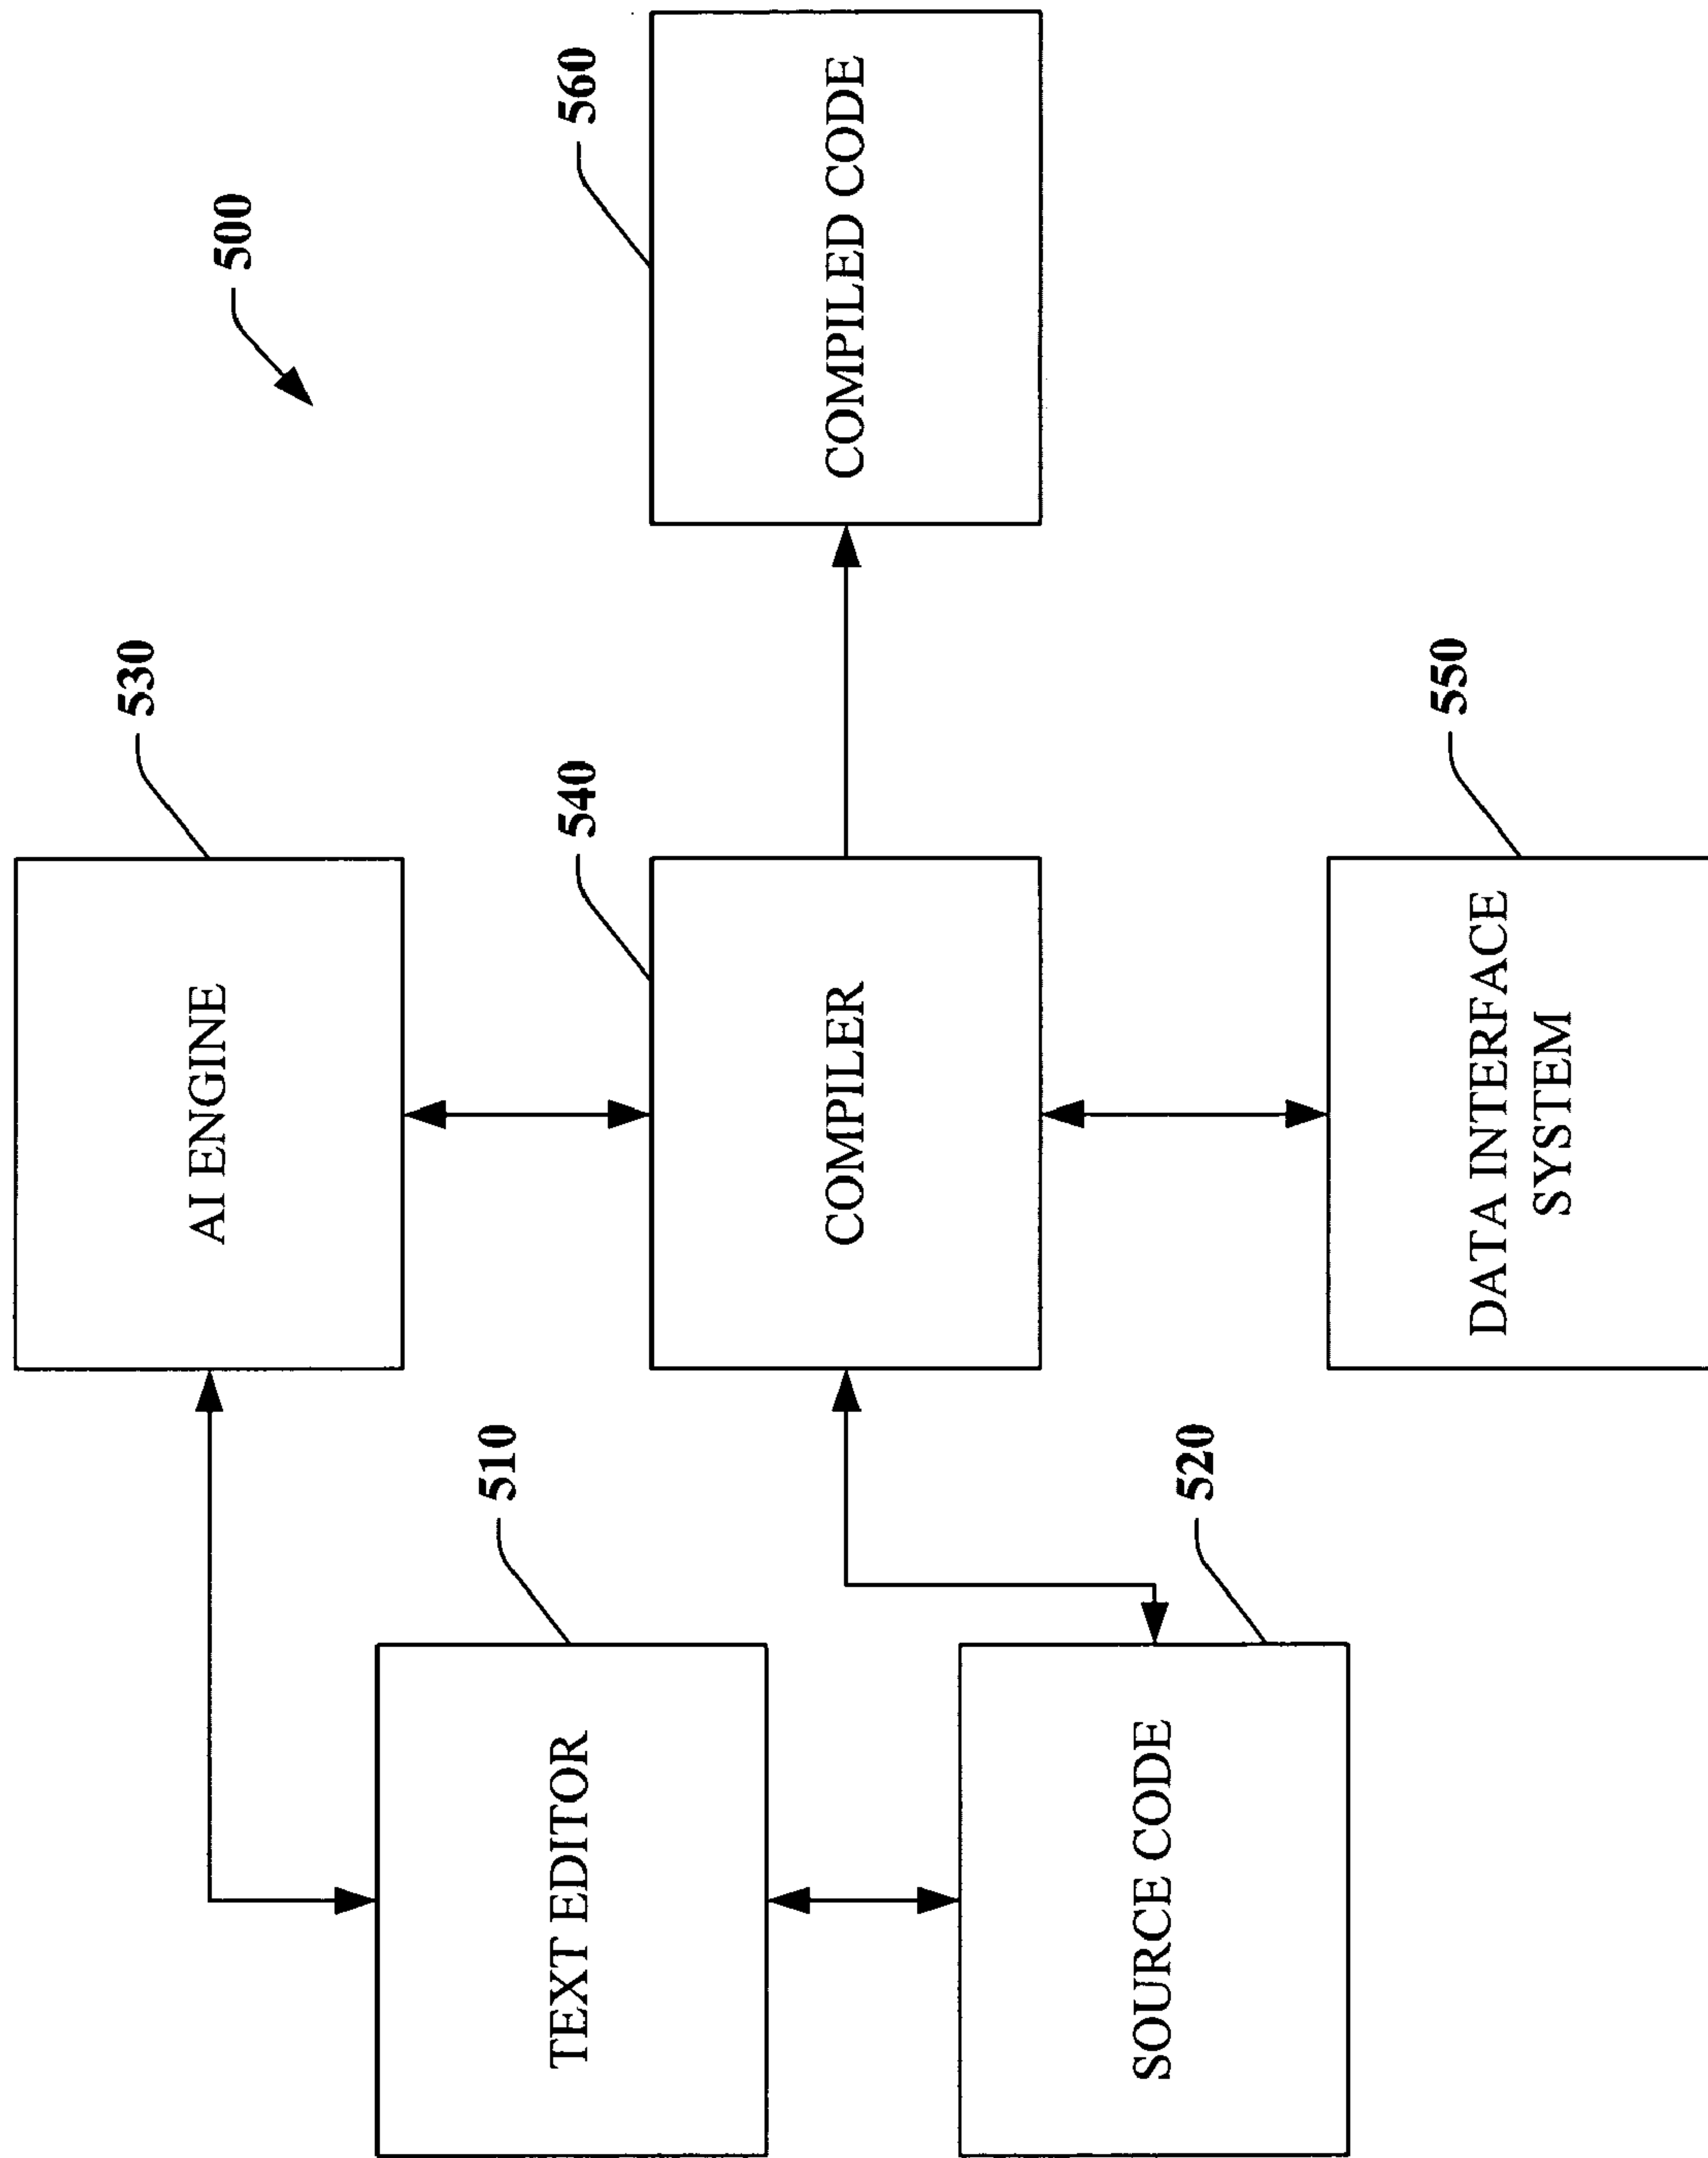 530
AI ENGINE
500
510
TEXT EDITOR
540
560
COMPILER
COMPILED CODE
SOURCE CODE
520
550
DATA INTERFACE
SYSTEM